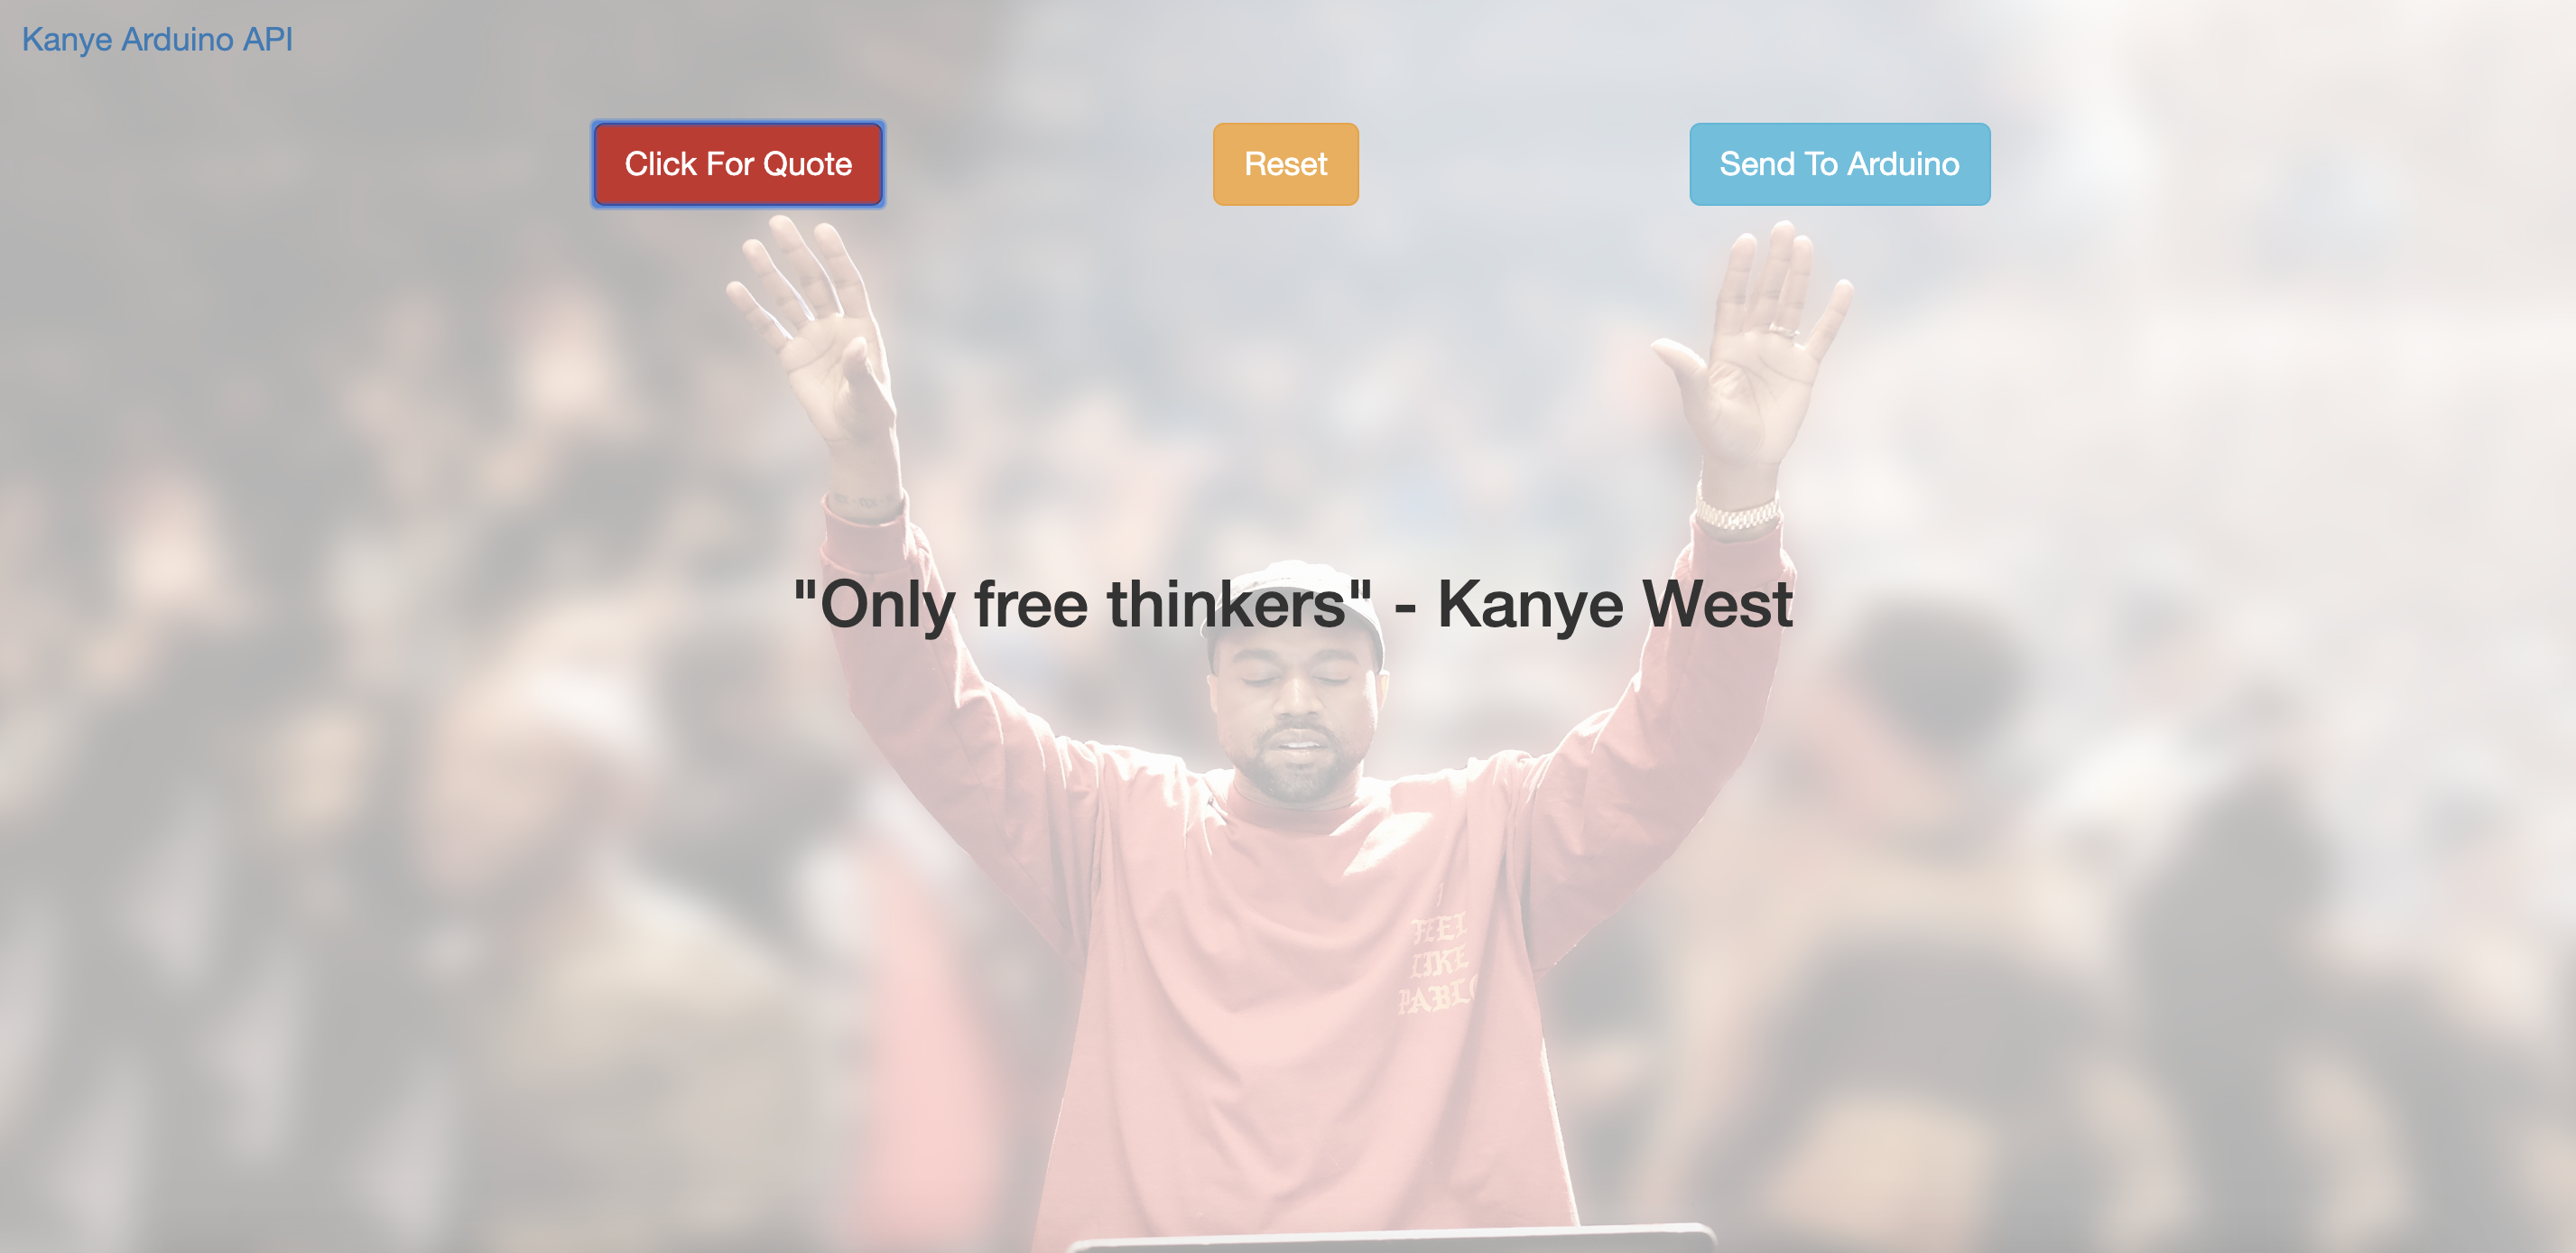 Kanye Arduino API
Click For Quote
Reset
Send To Arduino
"Only free thinkers" - Kanye West
I
FEEL
LIKE
PABLO